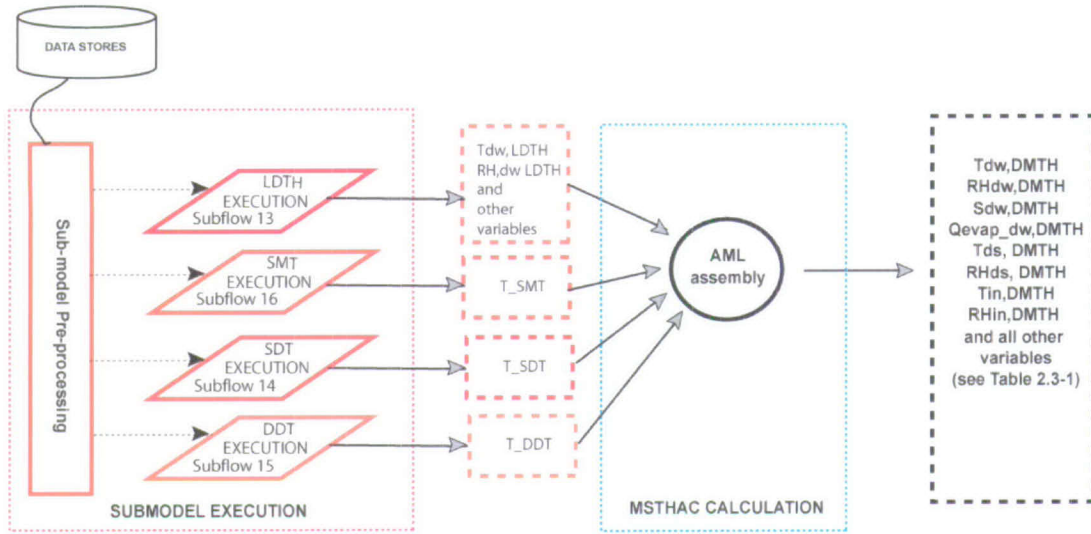 DATA STORES
Sub-model Pre-processing
LDTH
EXECUTION
Subflow 13
SMT
EXECUTION
Subflow 16
SDT
EXECUTION
Subflow 14
DDT
EXECUTION
Subflow 15
SUBMODEL EXECUTION
Tdw, LDTH
RH,dw LDTH
and
other
variables
T_SMT
T_SDT
T_DDT
AML
assembly
MSTHAC CALCULATION
Tdw,DMTH
RHdw,DMTH
Sdw,DMTH
Qevap_dw,DMTH
Tds, DMTH
RHds, DMTH
Tin,DMTH
RHin,DMTH
and all other
variables
(see Table 2.3-1)